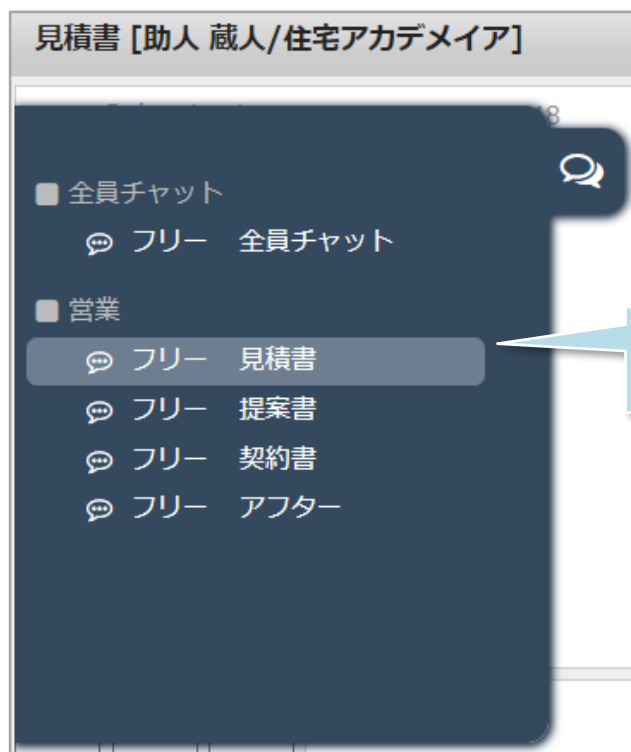 見積書 [助人 蔵人/住宅アカデメイア]
8
全員チャット
フリー　全員チャット
営業
フリー　見積書
フリー　提案書
フリー　契約書
フリー　アフター